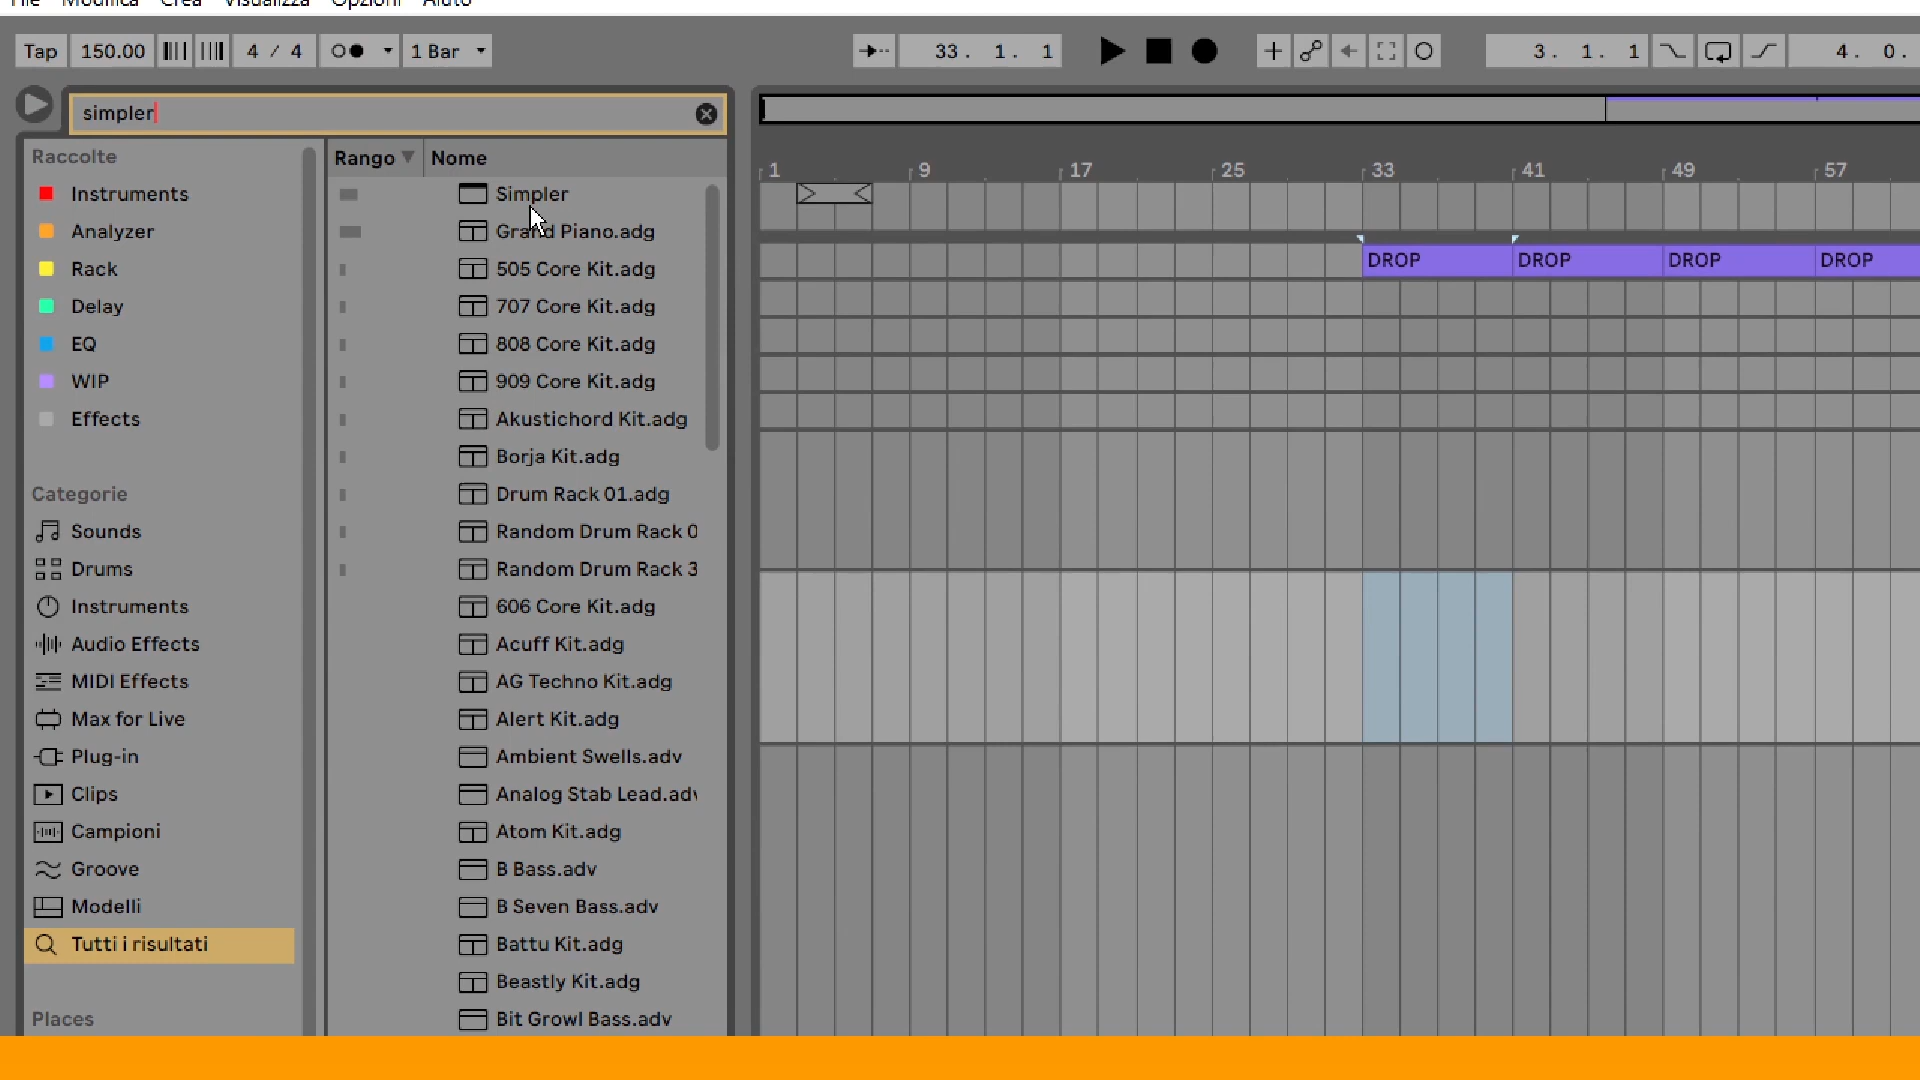 File Modifica Crea Visualizza Opzioni Aiuto
Tap 150.00 4 / 4 1 Bar 33. 1. 1 3. 1. 1 4. 0.
simpler
Raccolte
Instruments
Analyzer
Rack
Delay
EQ
WIP
Effects
Categorie
Sounds
Drums
Instruments
Audio Effects
MIDI Effects
Max for Live
Plug-in
Clips
Campioni
Groove
Modelli
Tutti i risultati
Places
Rango Nome
Simpler
Grand Piano.adg
505 Core Kit.adg
707 Core Kit.adg
808 Core Kit.adg
909 Core Kit.adg
Akustichord Kit.adg
Borja Kit.adg
Drum Rack 01.adg
Random Drum Rack 0
Random Drum Rack 3
606 Core Kit.adg
Acuff Kit.adg
AG Techno Kit.adg
Alert Kit.adg
Ambient Swells.adv
Analog Stab Lead.adv
Atom Kit.adg
B Bass.adv
B Seven Bass.adv
Battu Kit.adg
Beastly Kit.adg
Bit Growl Bass.adv
1 9 17 25 33 41 49 57
DROP DROP DROP DROP